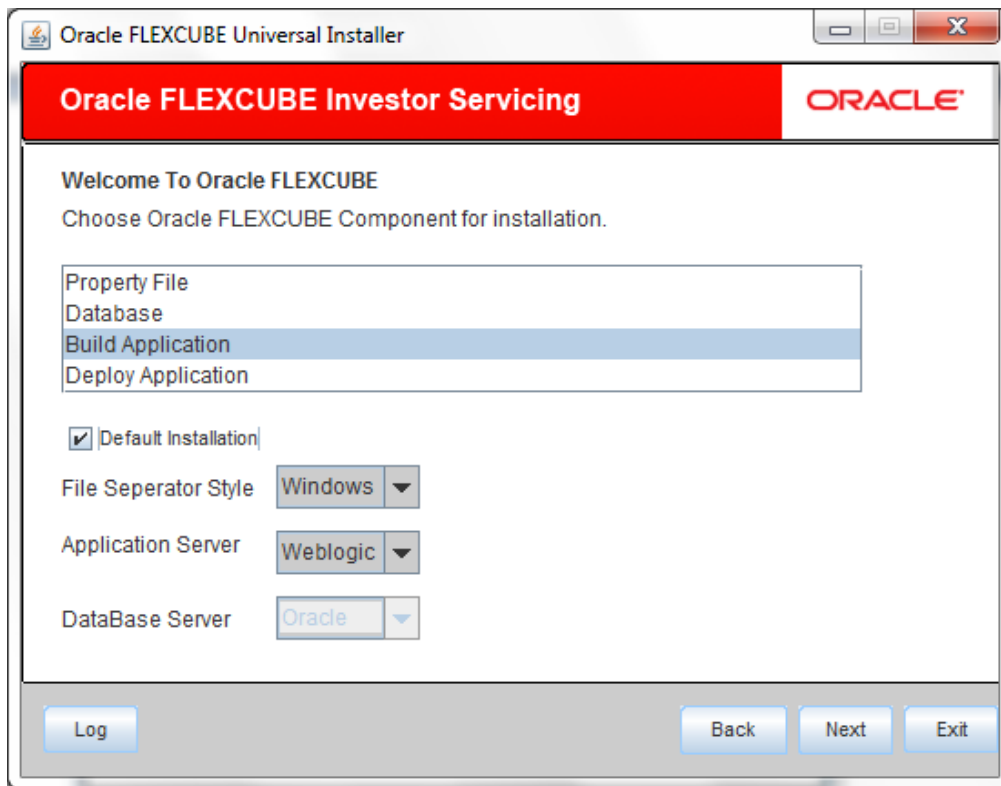 Oracle FLEXCUBE Universal Installer
Oracle FLEXCUBE Investor Servicing
ORACLE
Welcome To Oracle FLEXCUBE
Choose Oracle FLEXCUBE Component for installation.
Property File
Database
Build Application
Deploy Application
Default Installation
File Seperator Style Windows
Application Server Weblogic
DataBase Server Oracle
Log Back Next Exit